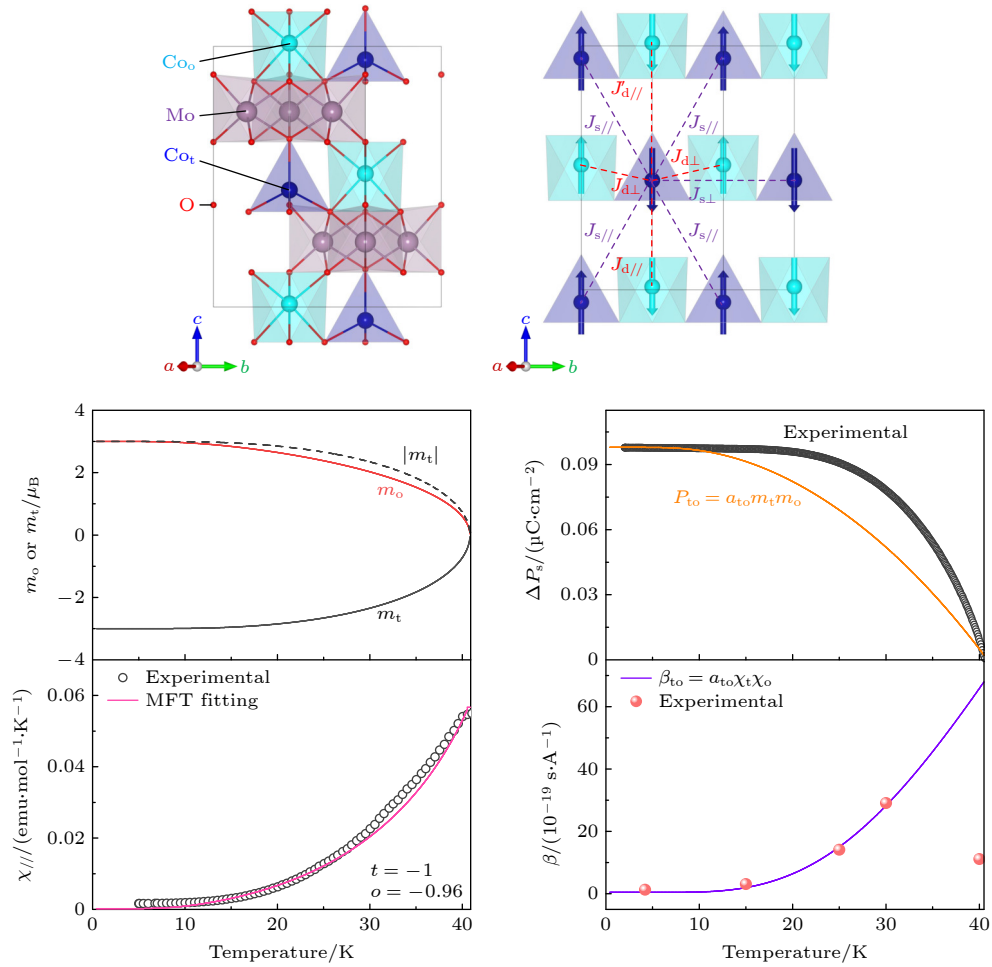 Co_o
Mo
Co_t
O
c
a
b
J'_d//
J_s//
J_s//
J_d⊥
J_d⊥
J_s⊥
J_s//
J_s//
J_d//
c
a
b
4
2
0
−2
−4
m_o or m_t/μ_B
|m_t|
m_o
m_t
0.09
0.06
0.03
0
ΔP_s/(μC·cm⁻²)
Experimental
P_to = a_to m_t m_o
0.06
0.04
0.02
0
χ_///(emu·mol⁻¹·K⁻¹)
Experimental
MFT fitting
t = −1
o = −0.96
0
10
20
30
40
Temperature/K
60
40
20
0
β/(10⁻¹⁹ s·A⁻¹)
β_to = a_to χ_t χ_o
Experimental
0
10
20
30
40
Temperature/K